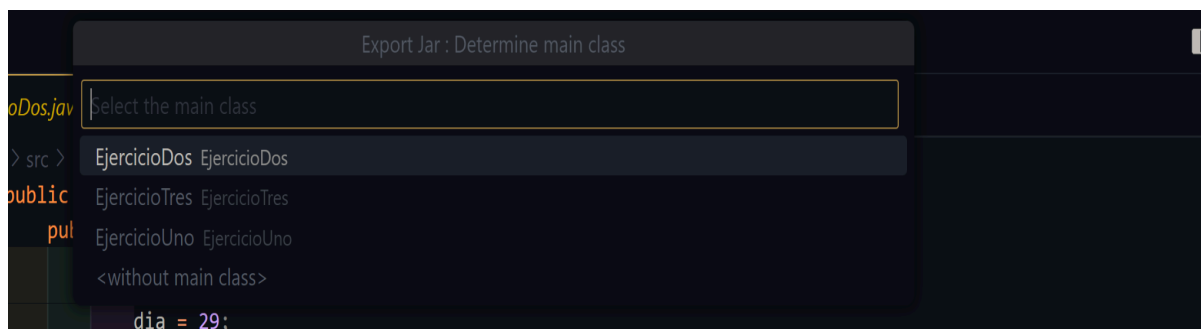 Export Jar : Determine main class
oDos.jav
Select the main class
> src >
EjercicioDos EjercicioDos
public
EjercicioTres EjercicioTres
pub
EjercicioUno EjercicioUno
<without main class>
dia = 29;